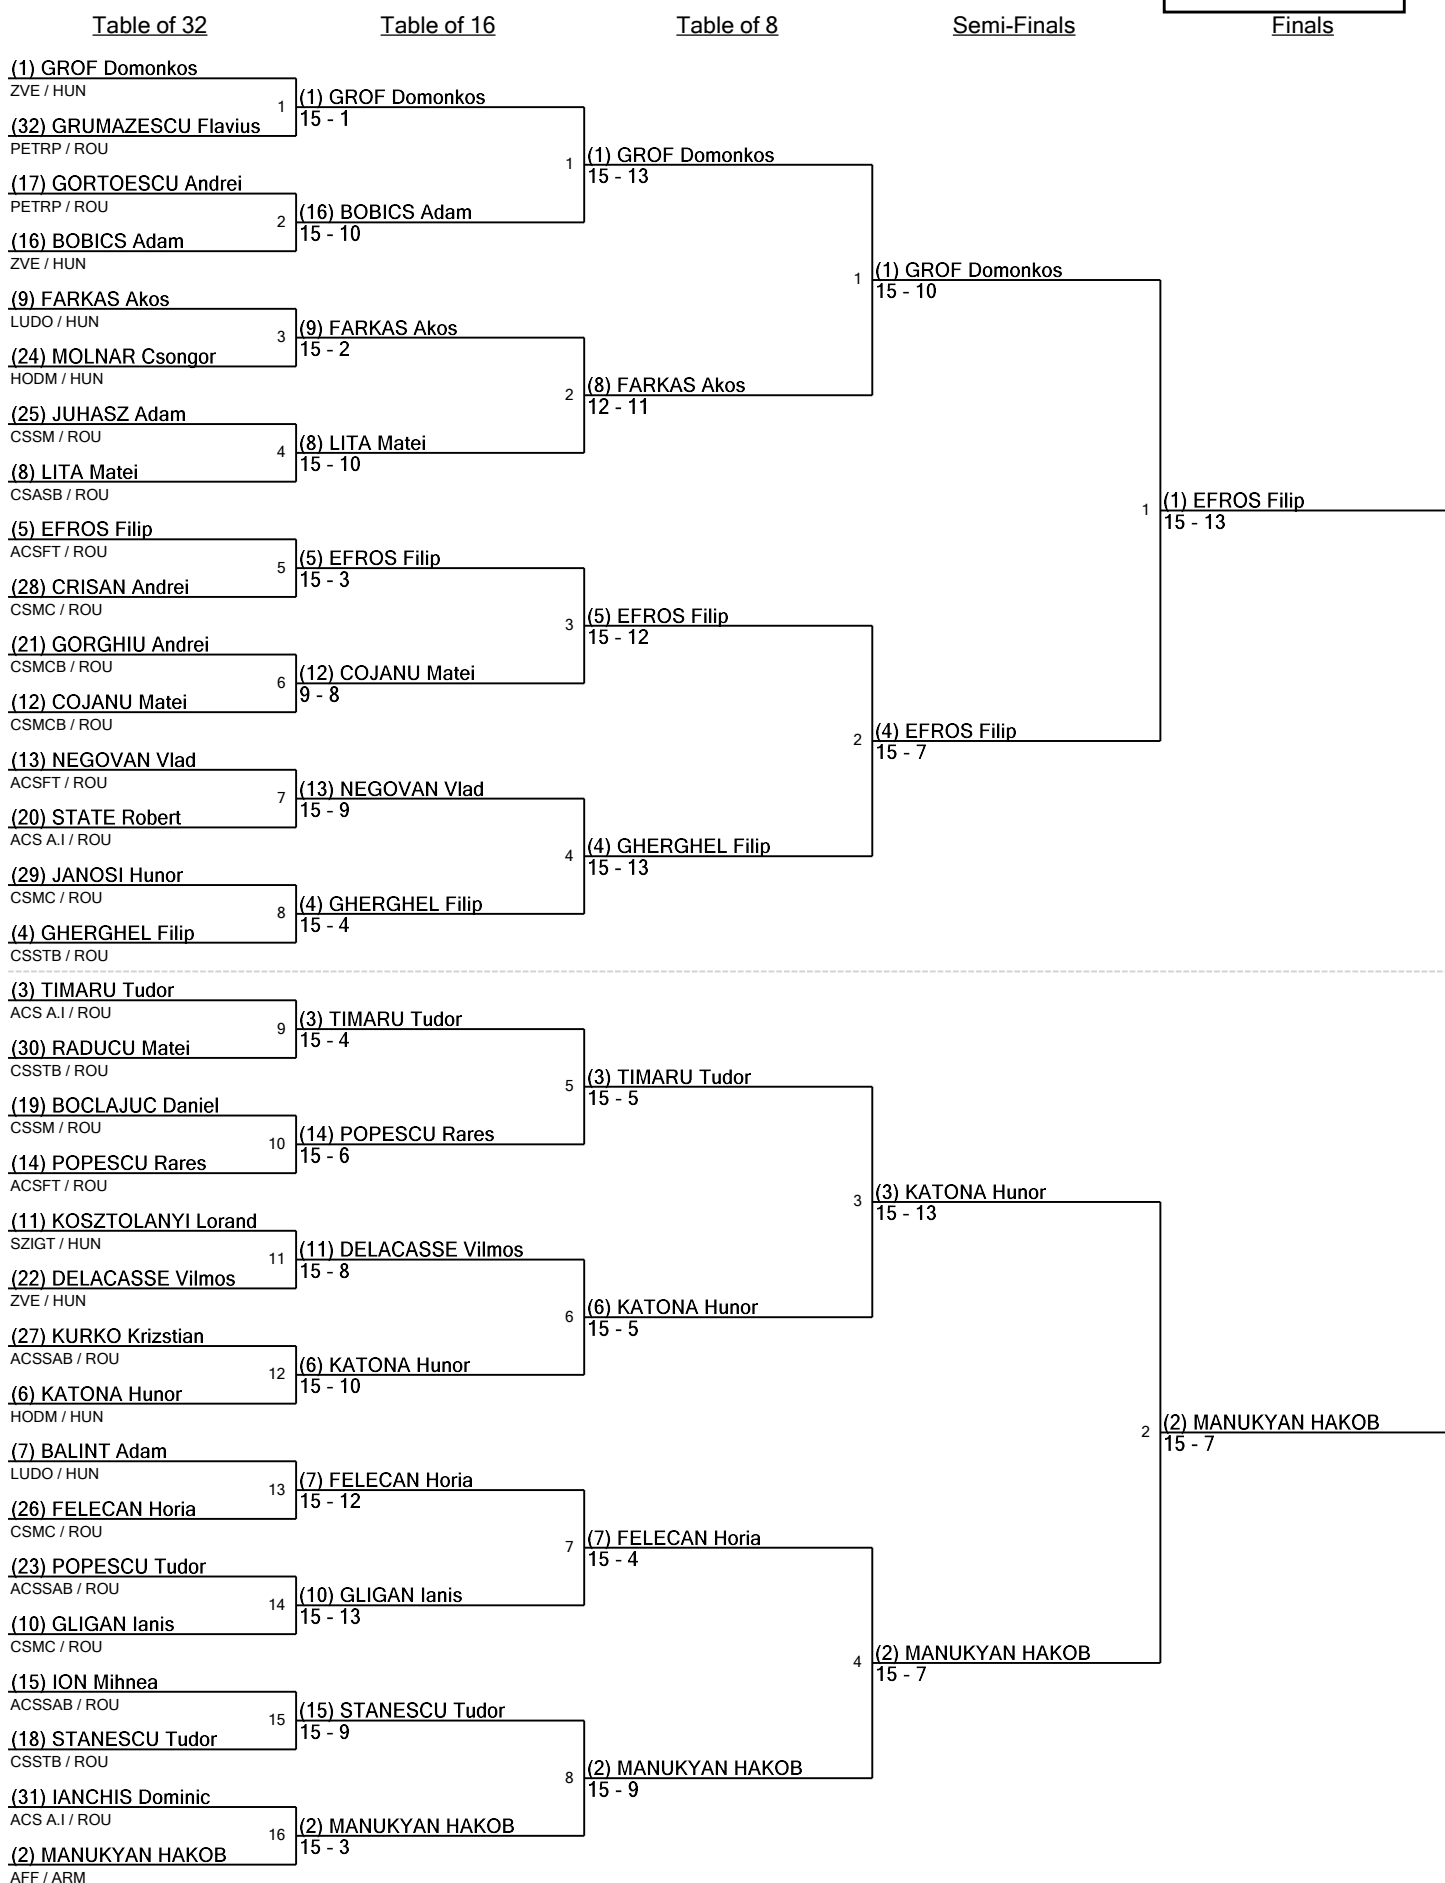 Table of 32
Table of 16
Table of 8
Semi-Finals
Finals
(1) GROF Domonkos
ZVE / HUN
1
(32) GRUMAZESCU Flavius
PETRP / ROU
(17) GORTOESCU Andrei
PETRP / ROU
2
(16) BOBICS Adam
ZVE / HUN
(9) FARKAS Akos
LUDO / HUN
3
(24) MOLNAR Csongor
HODM / HUN
(25) JUHASZ Adam
CSSM / ROU
4
(8) LITA Matei
CSASB / ROU
(5) EFROS Filip
ACSFT / ROU
5
(28) CRISAN Andrei
CSMC / ROU
(21) GORGHIU Andrei
CSMCB / ROU
6
(12) COJANU Matei
CSMCB / ROU
(13) NEGOVAN Vlad
ACSFT / ROU
7
(20) STATE Robert
ACS A.I / ROU
(29) JANOSI Hunor
CSMC / ROU
8
(4) GHERGHEL Filip
CSSTB / ROU
(3) TIMARU Tudor
ACS A.I / ROU
9
(30) RADUCU Matei
CSSTB / ROU
(19) BOCLAJUC Daniel
CSSM / ROU
10
(14) POPESCU Rares
ACSFT / ROU
(11) KOSZTOLANYI Lorand
SZIGT / HUN
11
(22) DELACASSE Vilmos
ZVE / HUN
(27) KURKO Krizstian
ACSSAB / ROU
12
(6) KATONA Hunor
HODM / HUN
(7) BALINT Adam
LUDO / HUN
13
(26) FELECAN Horia
CSMC / ROU
(23) POPESCU Tudor
ACSSAB / ROU
14
(10) GLIGAN Ianis
CSMC / ROU
(15) ION Mihnea
ACSSAB / ROU
15
(18) STANESCU Tudor
CSSTB / ROU
(31) IANCHIS Dominic
ACS A.I / ROU
16
(2) MANUKYAN HAKOB
AFF / ARM
(1) GROF Domonkos
15 - 1
1
(16) BOBICS Adam
15 - 10
(9) FARKAS Akos
15 - 2
2
(8) LITA Matei
15 - 10
(5) EFROS Filip
15 - 3
3
(12) COJANU Matei
9 - 8
(13) NEGOVAN Vlad
15 - 9
4
(4) GHERGHEL Filip
15 - 4
(3) TIMARU Tudor
15 - 4
5
(14) POPESCU Rares
15 - 6
(11) DELACASSE Vilmos
15 - 8
6
(6) KATONA Hunor
15 - 10
(7) FELECAN Horia
15 - 12
7
(10) GLIGAN Ianis
15 - 13
(15) STANESCU Tudor
15 - 9
8
(2) MANUKYAN HAKOB
15 - 3
(1) GROF Domonkos
15 - 13
1
(8) FARKAS Akos
12 - 11
(5) EFROS Filip
15 - 12
2
(4) GHERGHEL Filip
15 - 13
(3) TIMARU Tudor
15 - 5
3
(6) KATONA Hunor
15 - 5
(7) FELECAN Horia
15 - 4
4
(2) MANUKYAN HAKOB
15 - 9
(1) GROF Domonkos
15 - 10
1
(4) EFROS Filip
15 - 7
(3) KATONA Hunor
15 - 13
2
(2) MANUKYAN HAKOB
15 - 7
(1) EFROS Filip
15 - 13
(2) MANUKYAN HAKOB
15 - 7